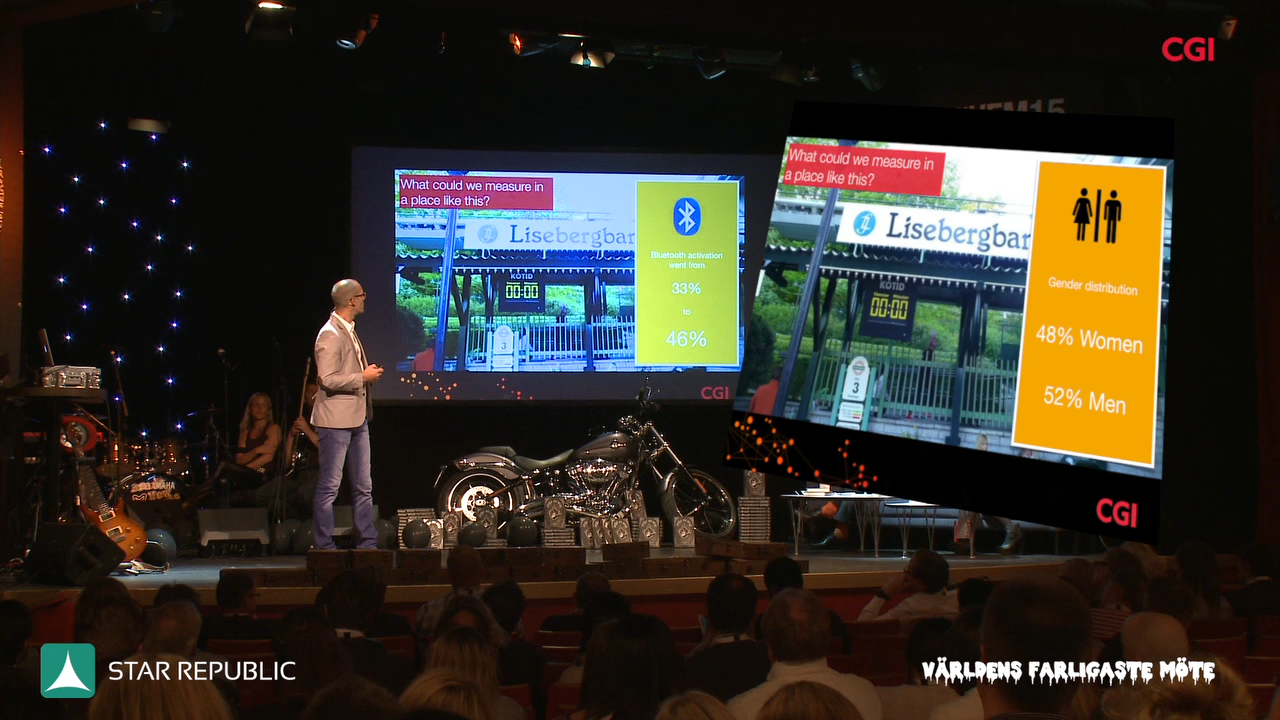 CGI
What could we measure in
a place like this?
Lisebergbar
KÖTID
00:00
3
Bluetooth activation
went from
33%
to
46%
CGI
What could we measure in
a place like this?
Lisebergbar
KÖTID
00:00
3
Gender distribution
48% Women
52% Men
CGI
YAMAHA
STAR REPUBLIC
VÄRLDENS FARLIGASTE MÖTE